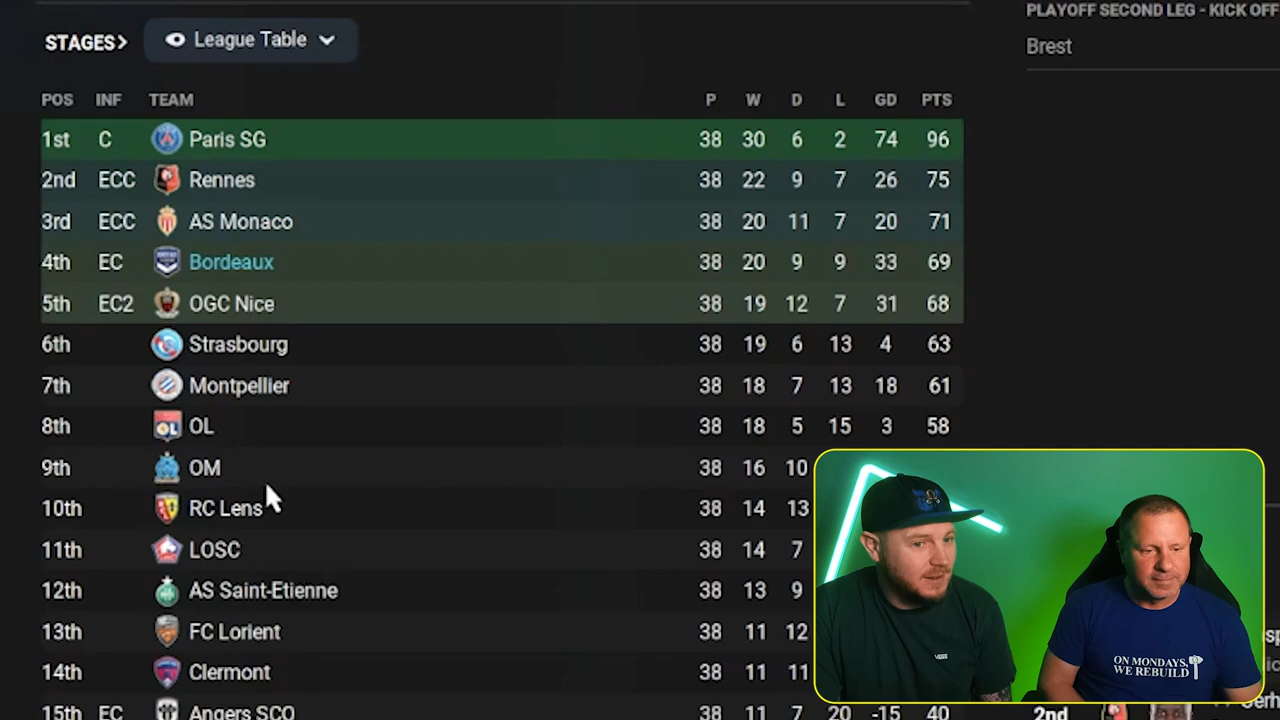 PLAYOFF SECOND LEG - KICK OFF
STAGES> League Table
Brest
POS INF TEAM P W D L GD PTS
1st C Paris SG 38 30 6 2 74 96
2nd ECC Rennes 38 22 9 7 26 75
3rd ECC AS Monaco 38 20 11 7 20 71
4th EC Bordeaux 38 20 9 9 33 69
5th EC2 OGC Nice 38 19 12 7 31 68
6th Strasbourg 38 19 6 13 4 63
7th Montpellier 38 18 7 13 18 61
8th OL 38 18 5 15 3 58
9th OM 38 16 10
10th RC Lens 38 14 13
11th LOSC 38 14 7
12th AS Saint-Etienne 38 13 9
13th FC Lorient 38 11 12
14th Clermont 38 11 11
15th EC Angers SCO 38 11 7 20 -15 40
VANS
ON MONDAYS,
WE REBUILD
2nd